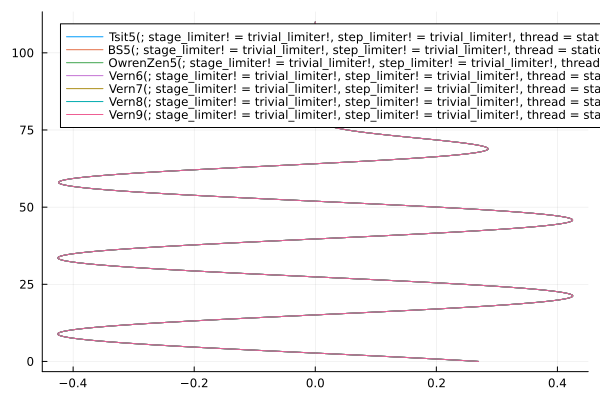 100
75
50
25
0
Tsit5(; stage_limiter! = trivial_limiter!, step_limiter! = trivial_limiter!, thread = stat
BS5(; stage_limiter! = trivial_limiter!, step_limiter! = trivial_limiter!, thread = static
OwrenZen5(; stage_limiter! = trivial_limiter!, step_limiter! = trivial_limiter!, thread
Vern6(; stage_limiter! = trivial_limiter!, step_limiter! = trivial_limiter!, thread = sta
Vern7(; stage_limiter! = trivial_limiter!, step_limiter! = trivial_limiter!, thread = sta
Vern8(; stage_limiter! = trivial_limiter!, step_limiter! = trivial_limiter!, thread = sta
Vern9(; stage_limiter! = trivial_limiter!, step_limiter! = trivial_limiter!, thread = sta
−0.4 −0.2 0.0 0.2 0.4